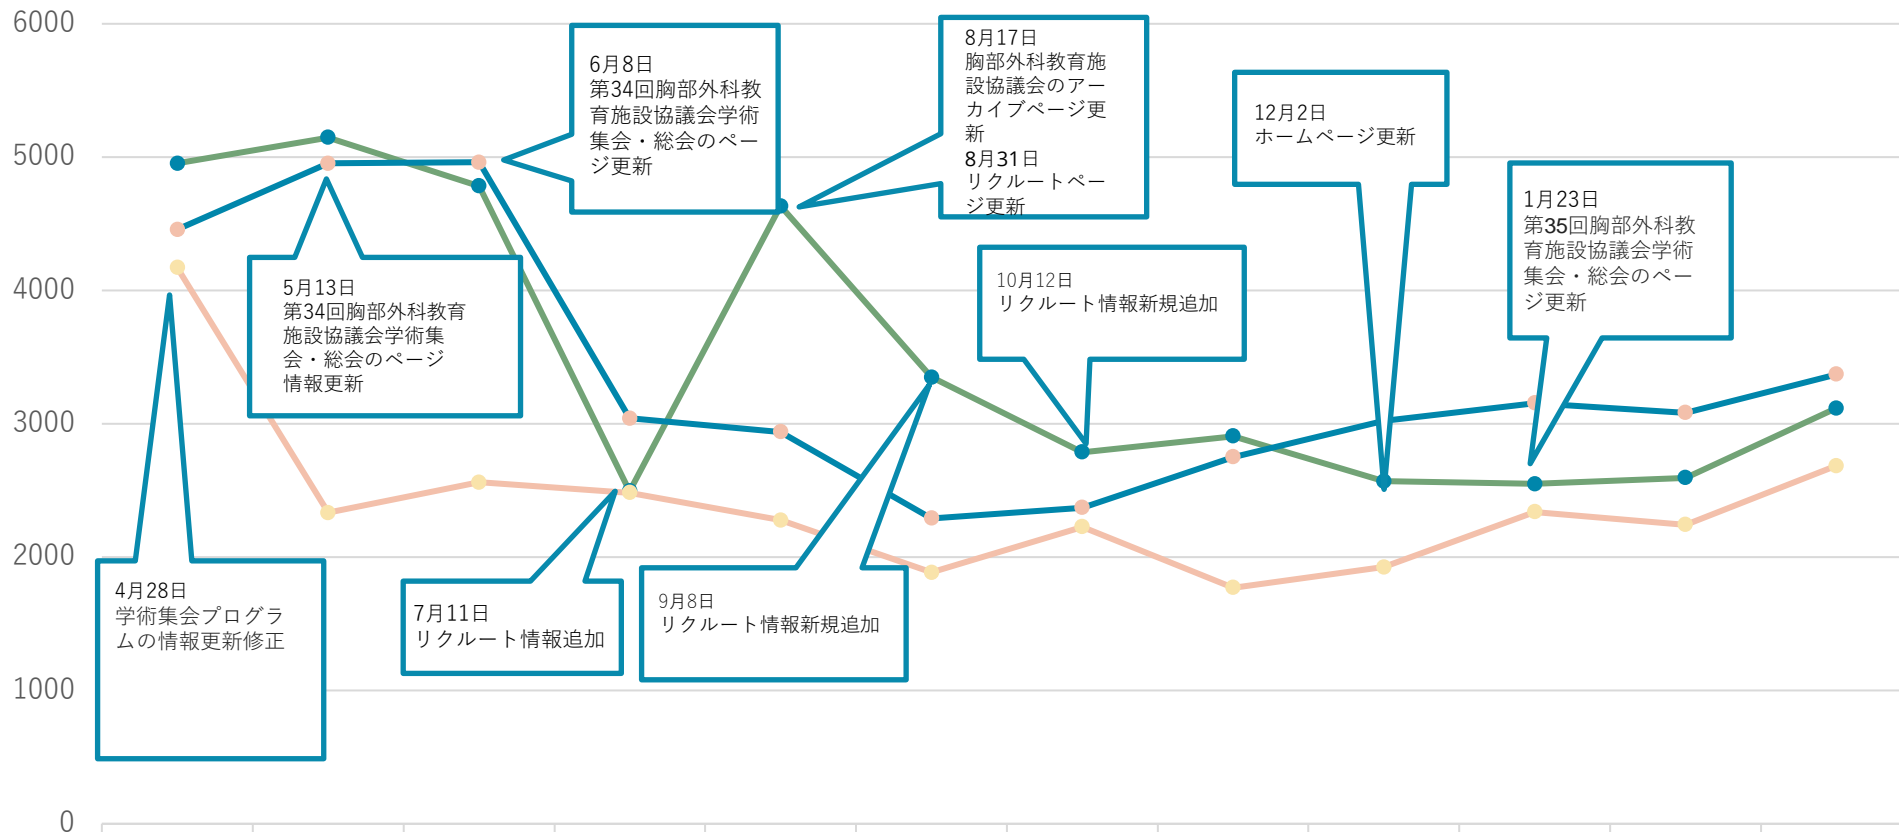 6000
5000
4000
3000
2000
1000
0
4月28日
学術集会プログラ
ムの情報更新修正
5月13日
第34回胸部外科教育
施設協議会学術集
会・総会のページ
情報更新
6月8日
第34回胸部外科教
育施設協議会学術
集会・総会のペー
ジ更新
7月11日
リクルート情報追加
8月17日
胸部外科教育施
設協議会のアー
カイブページ更
新
8月31日
リクルートペー
ジ更新
9月8日
リクルート情報新規追加
10月12日
リクルート情報新規追加
12月2日
ホームページ更新
1月23日
第35回胸部外科教
育施設協議会学術
集会・総会のペー
ジ更新